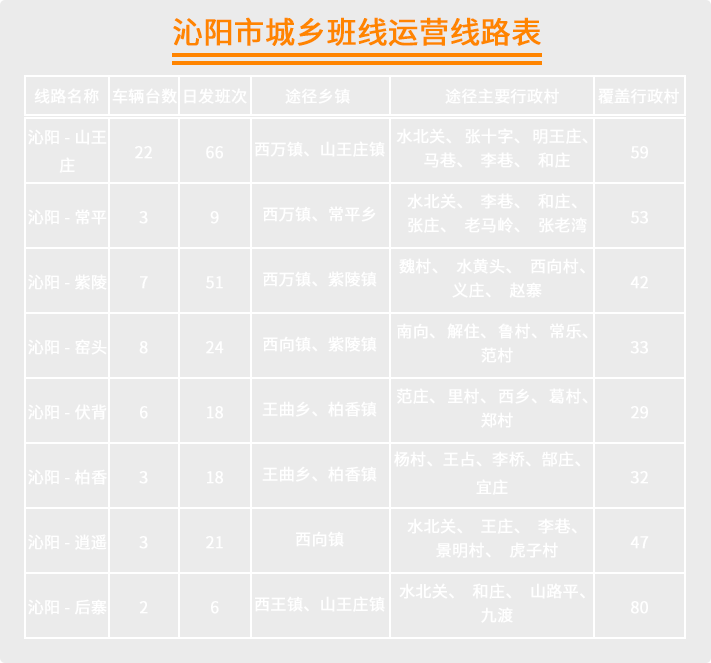 沁阳市城乡班线运营线路表
线路名称 车辆台数 日发班次 途径乡镇 途径主要行政村 覆盖行政村
沁阳 - 山王庄 22 66 西万镇、山王庄镇 水北关、 张十字、 明王庄、 马巷、 李巷、 和庄 59
沁阳 - 常平 3 9 西万镇、常平乡 水北关、 李巷、 和庄、 张庄、 老马岭、 张老湾 53
沁阳 - 紫陵 7 51 西万镇、紫陵镇 魏村、 水黄头、 西向村、 义庄、 赵寨 42
沁阳 - 窑头 8 24 西向镇、紫陵镇 南向、 解住、 鲁村、 常乐、 范村 33
沁阳 - 伏背 6 18 王曲乡、柏香镇 范庄、 里村、 西乡、 葛村、 郑村 29
沁阳 - 柏香 3 18 王曲乡、柏香镇 杨村、王占、李桥、郜庄、 宜庄 32
沁阳 - 逍遥 3 21 西向镇 水北关、 王庄、 李巷、 景明村、 虎子村 47
沁阳 - 后寨 2 6 西王镇、山王庄镇 水北关、 和庄、 山路平、 九渡 80